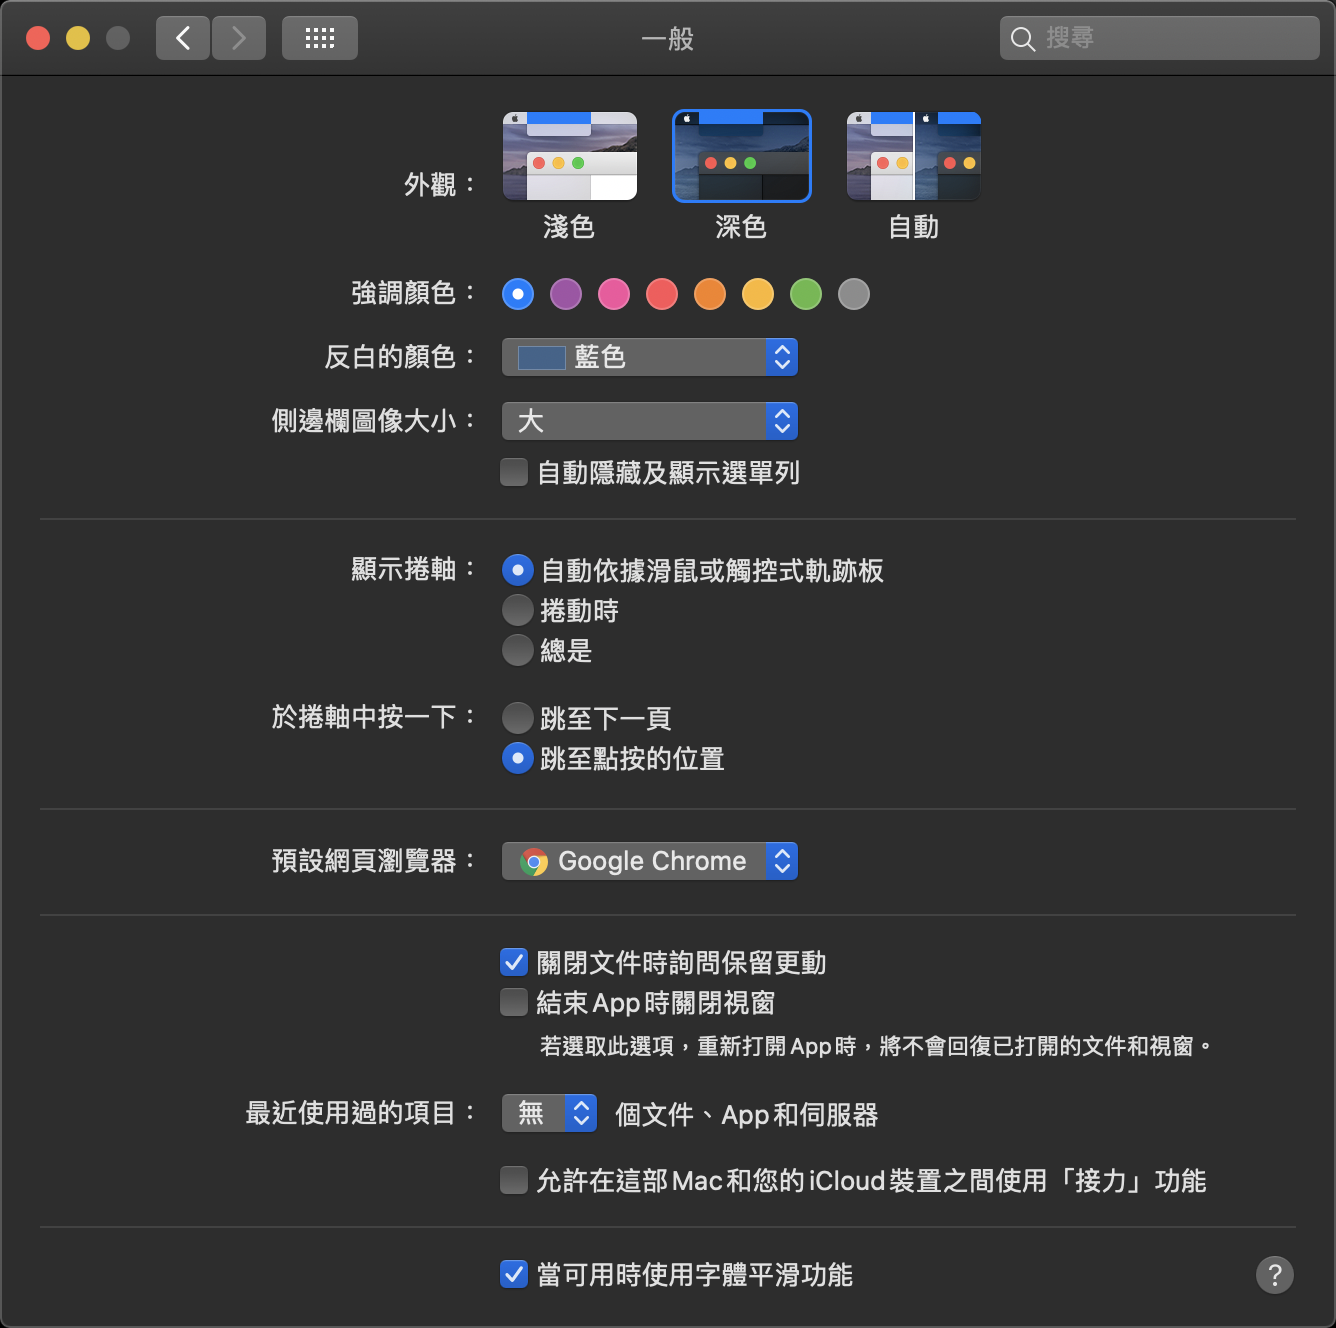 一般
搜尋
外觀：
淺色
深色
自動
強調顏色：
反白的顏色：
藍色
側邊欄圖像大小：
大
自動隱藏及顯示選單列
顯示捲軸：
自動依據滑鼠或觸控式軌跡板
捲動時
總是
於捲軸中按一下：
跳至下一頁
跳至點按的位置
預設網頁瀏覽器：
Google Chrome
關閉文件時詢問保留更動
結束 App 時關閉視窗
若選取此選項，重新打開 App 時，將不會回復已打開的文件和視窗。
最近使用過的項目：
無
個文件、App 和伺服器
允許在這部 Mac 和您的 iCloud 裝置之間使用「接力」功能
當可用時使用字體平滑功能
?